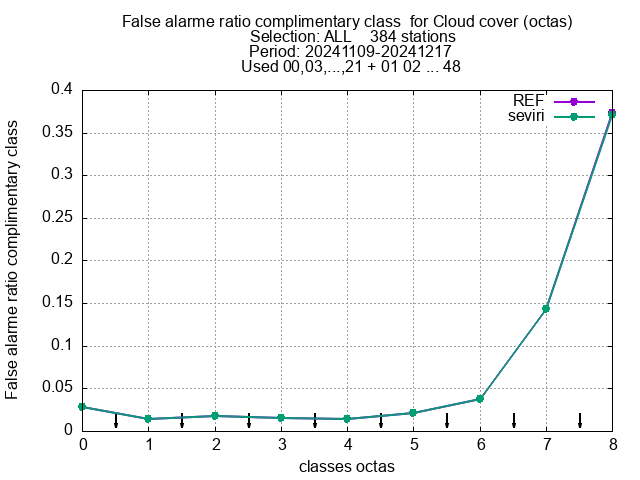 False alarme ratio complimentary class  for Cloud cover (octas)
Selection: ALL    384 stations
Period: 20241109-20241217
Used 00,03,...,21 + 01 02 ... 48
REF
seviri
0.4
0.35
0.3
0.25
0.2
0.15
0.1
0.05
0
False alarme ratio complimentary class
0 1 2 3 4 5 6 7 8
classes octas